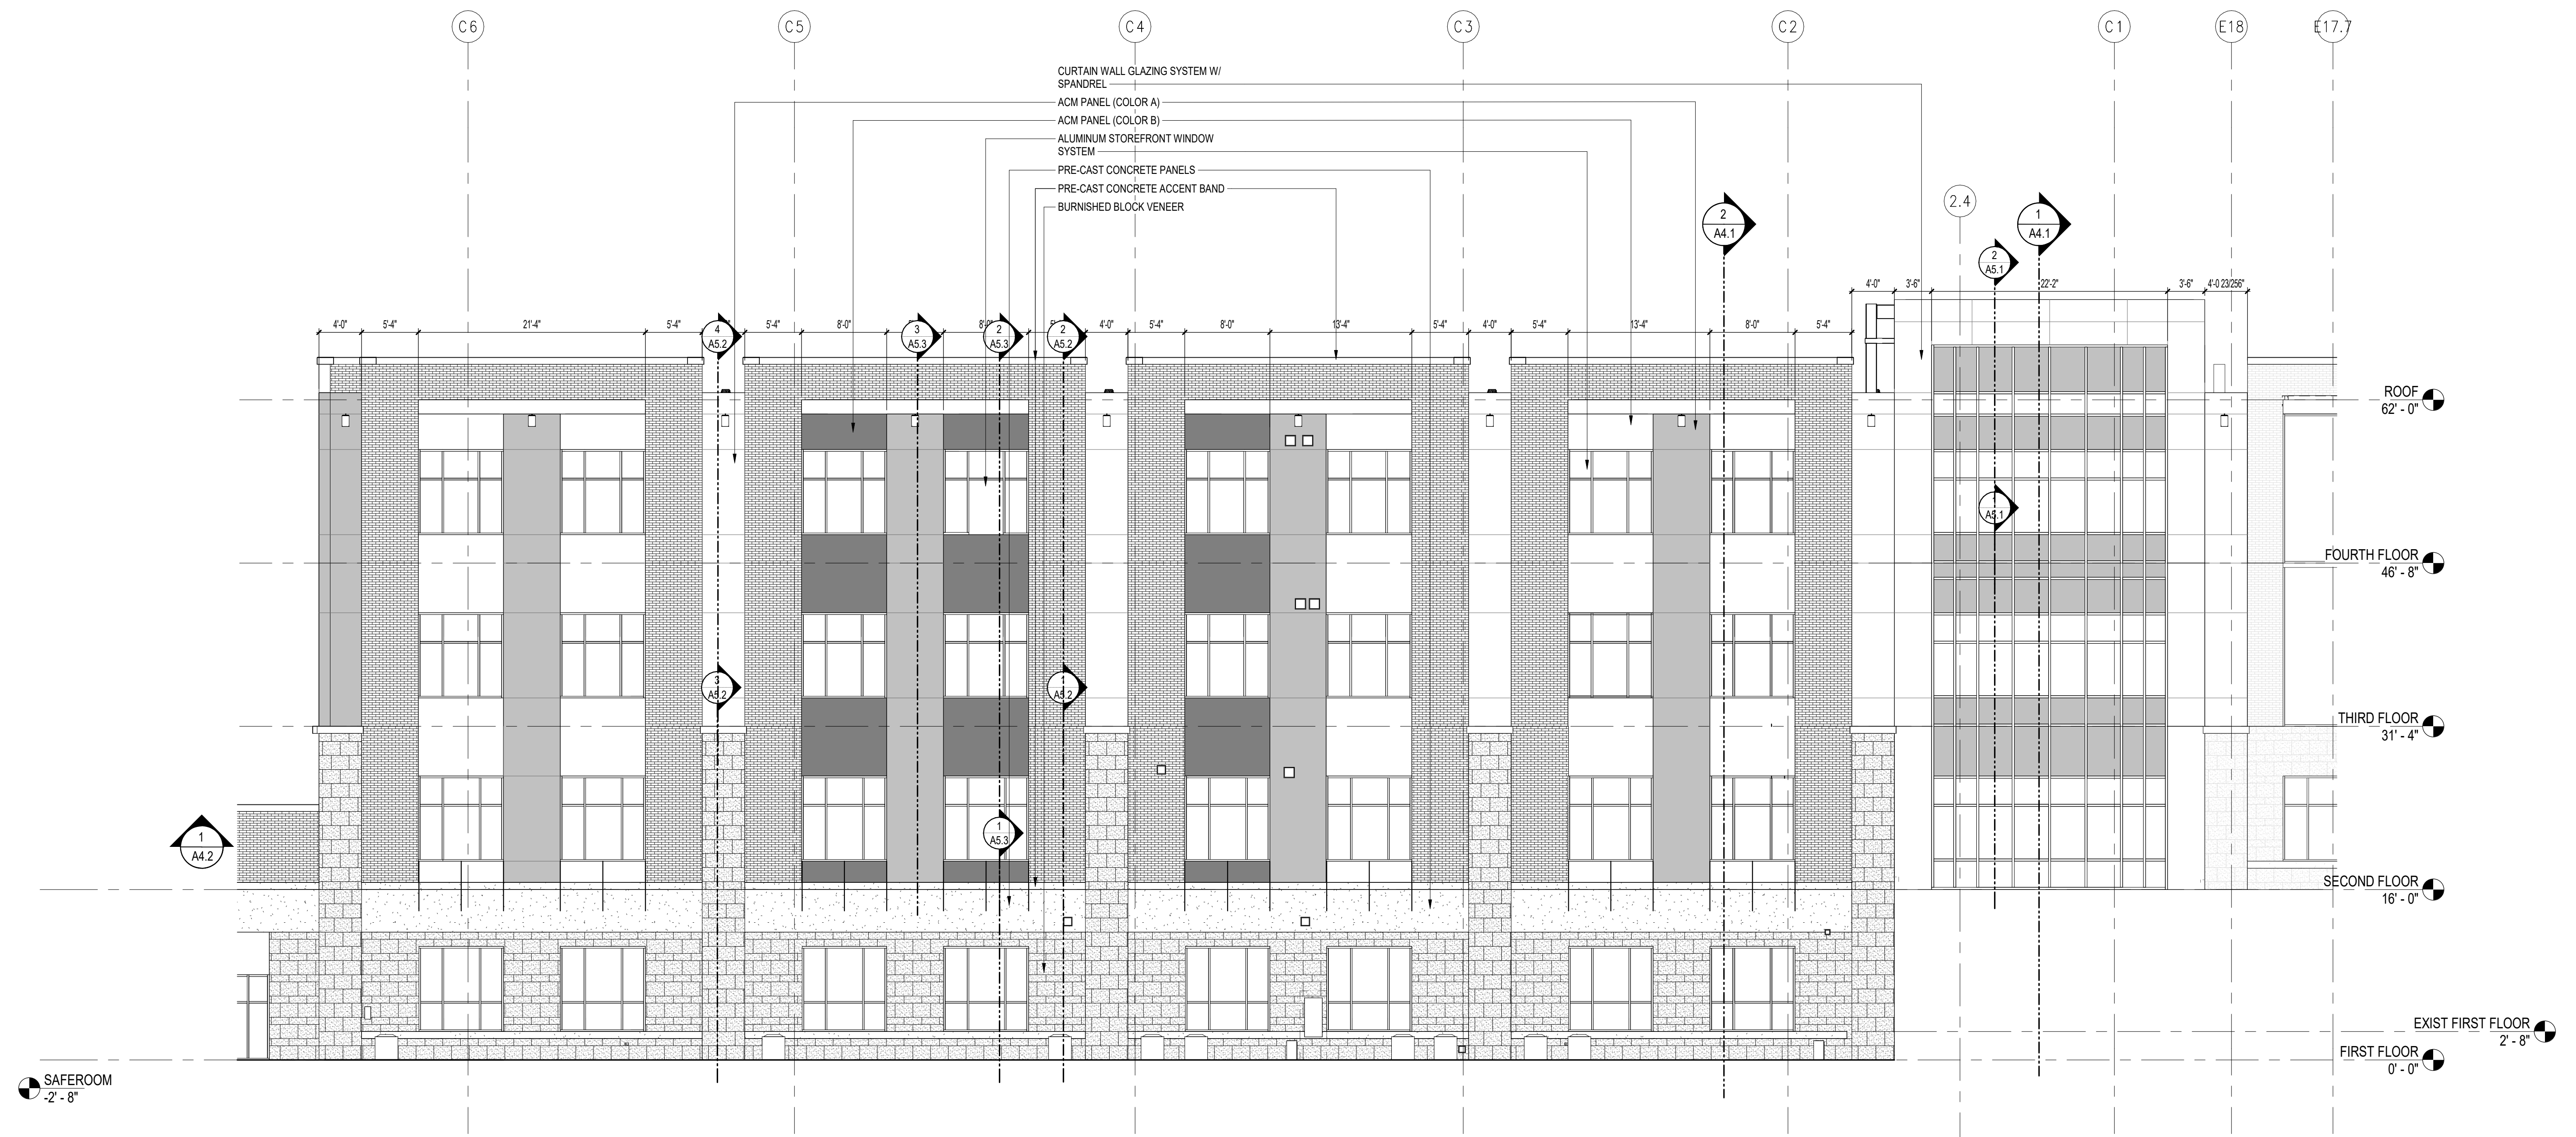 C6
C5
C4
C3
C2
C1
E18
E17.7
CURTAIN WALL GLAZING SYSTEM W/
SPANDREL
ACM PANEL (COLOR A)
ACM PANEL (COLOR B)
ALUMINUM STOREFRONT WINDOW
SYSTEM
PRE-CAST CONCRETE PANELS
PRE-CAST CONCRETE ACCENT BAND
BURNISHED BLOCK VENEER
2.4
2
A4.1
1
A4.1
2
A5.1
4'-0"
3'-6"
22'-2"
3'-6"
4'-0 23/256"
4'-0"
5'-4"
21'-4"
5'-4"
4
A5.2
5'-4"
8'-0"
3
A5.3
8'-0"
2
A5.3
2
A5.2
4'-0"
5'-4"
8'-0"
13'-4"
5'-4"
4'-0"
5'-4"
13'-4"
8'-0"
5'-4"
ROOF
62' - 0"
1
A5.1
FOURTH FLOOR
46' - 8"
3
A5.2
A5.2
THIRD FLOOR
31' - 4"
1
A4.2
1
A5.3
SECOND FLOOR
16' - 0"
EXIST FIRST FLOOR
2' - 8"
FIRST FLOOR
0' - 0"
SAFEROOM
-2' - 8"